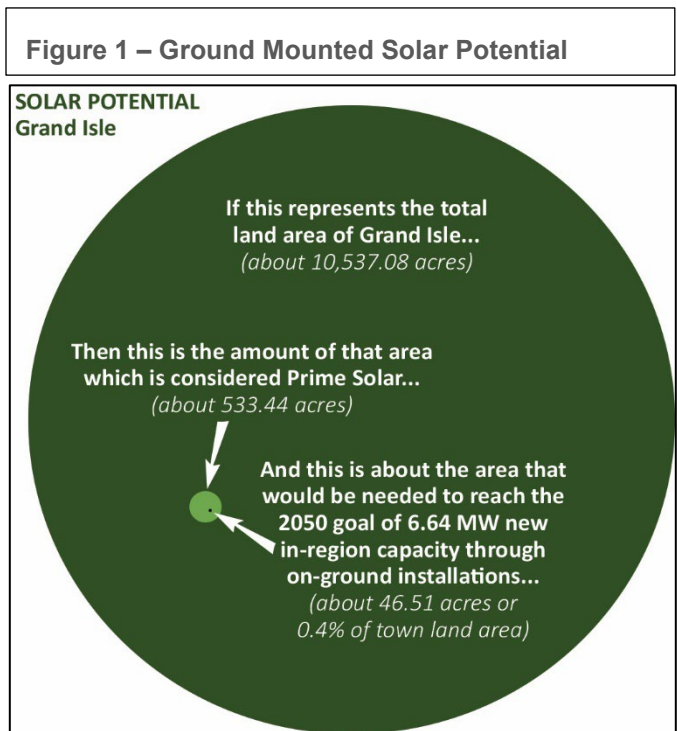 Figure 1 – Ground Mounted Solar Potential
SOLAR POTENTIAL
Grand Isle
If this represents the total
land area of Grand Isle...
(about 10,537.08 acres)
Then this is the amount of that area
which is considered Prime Solar...
(about 533.44 acres)
And this is about the area that
would be needed to reach the
2050 goal of 6.64 MW new
in-region capacity through
on-ground installations...
(about 46.51 acres or
0.4% of town land area)